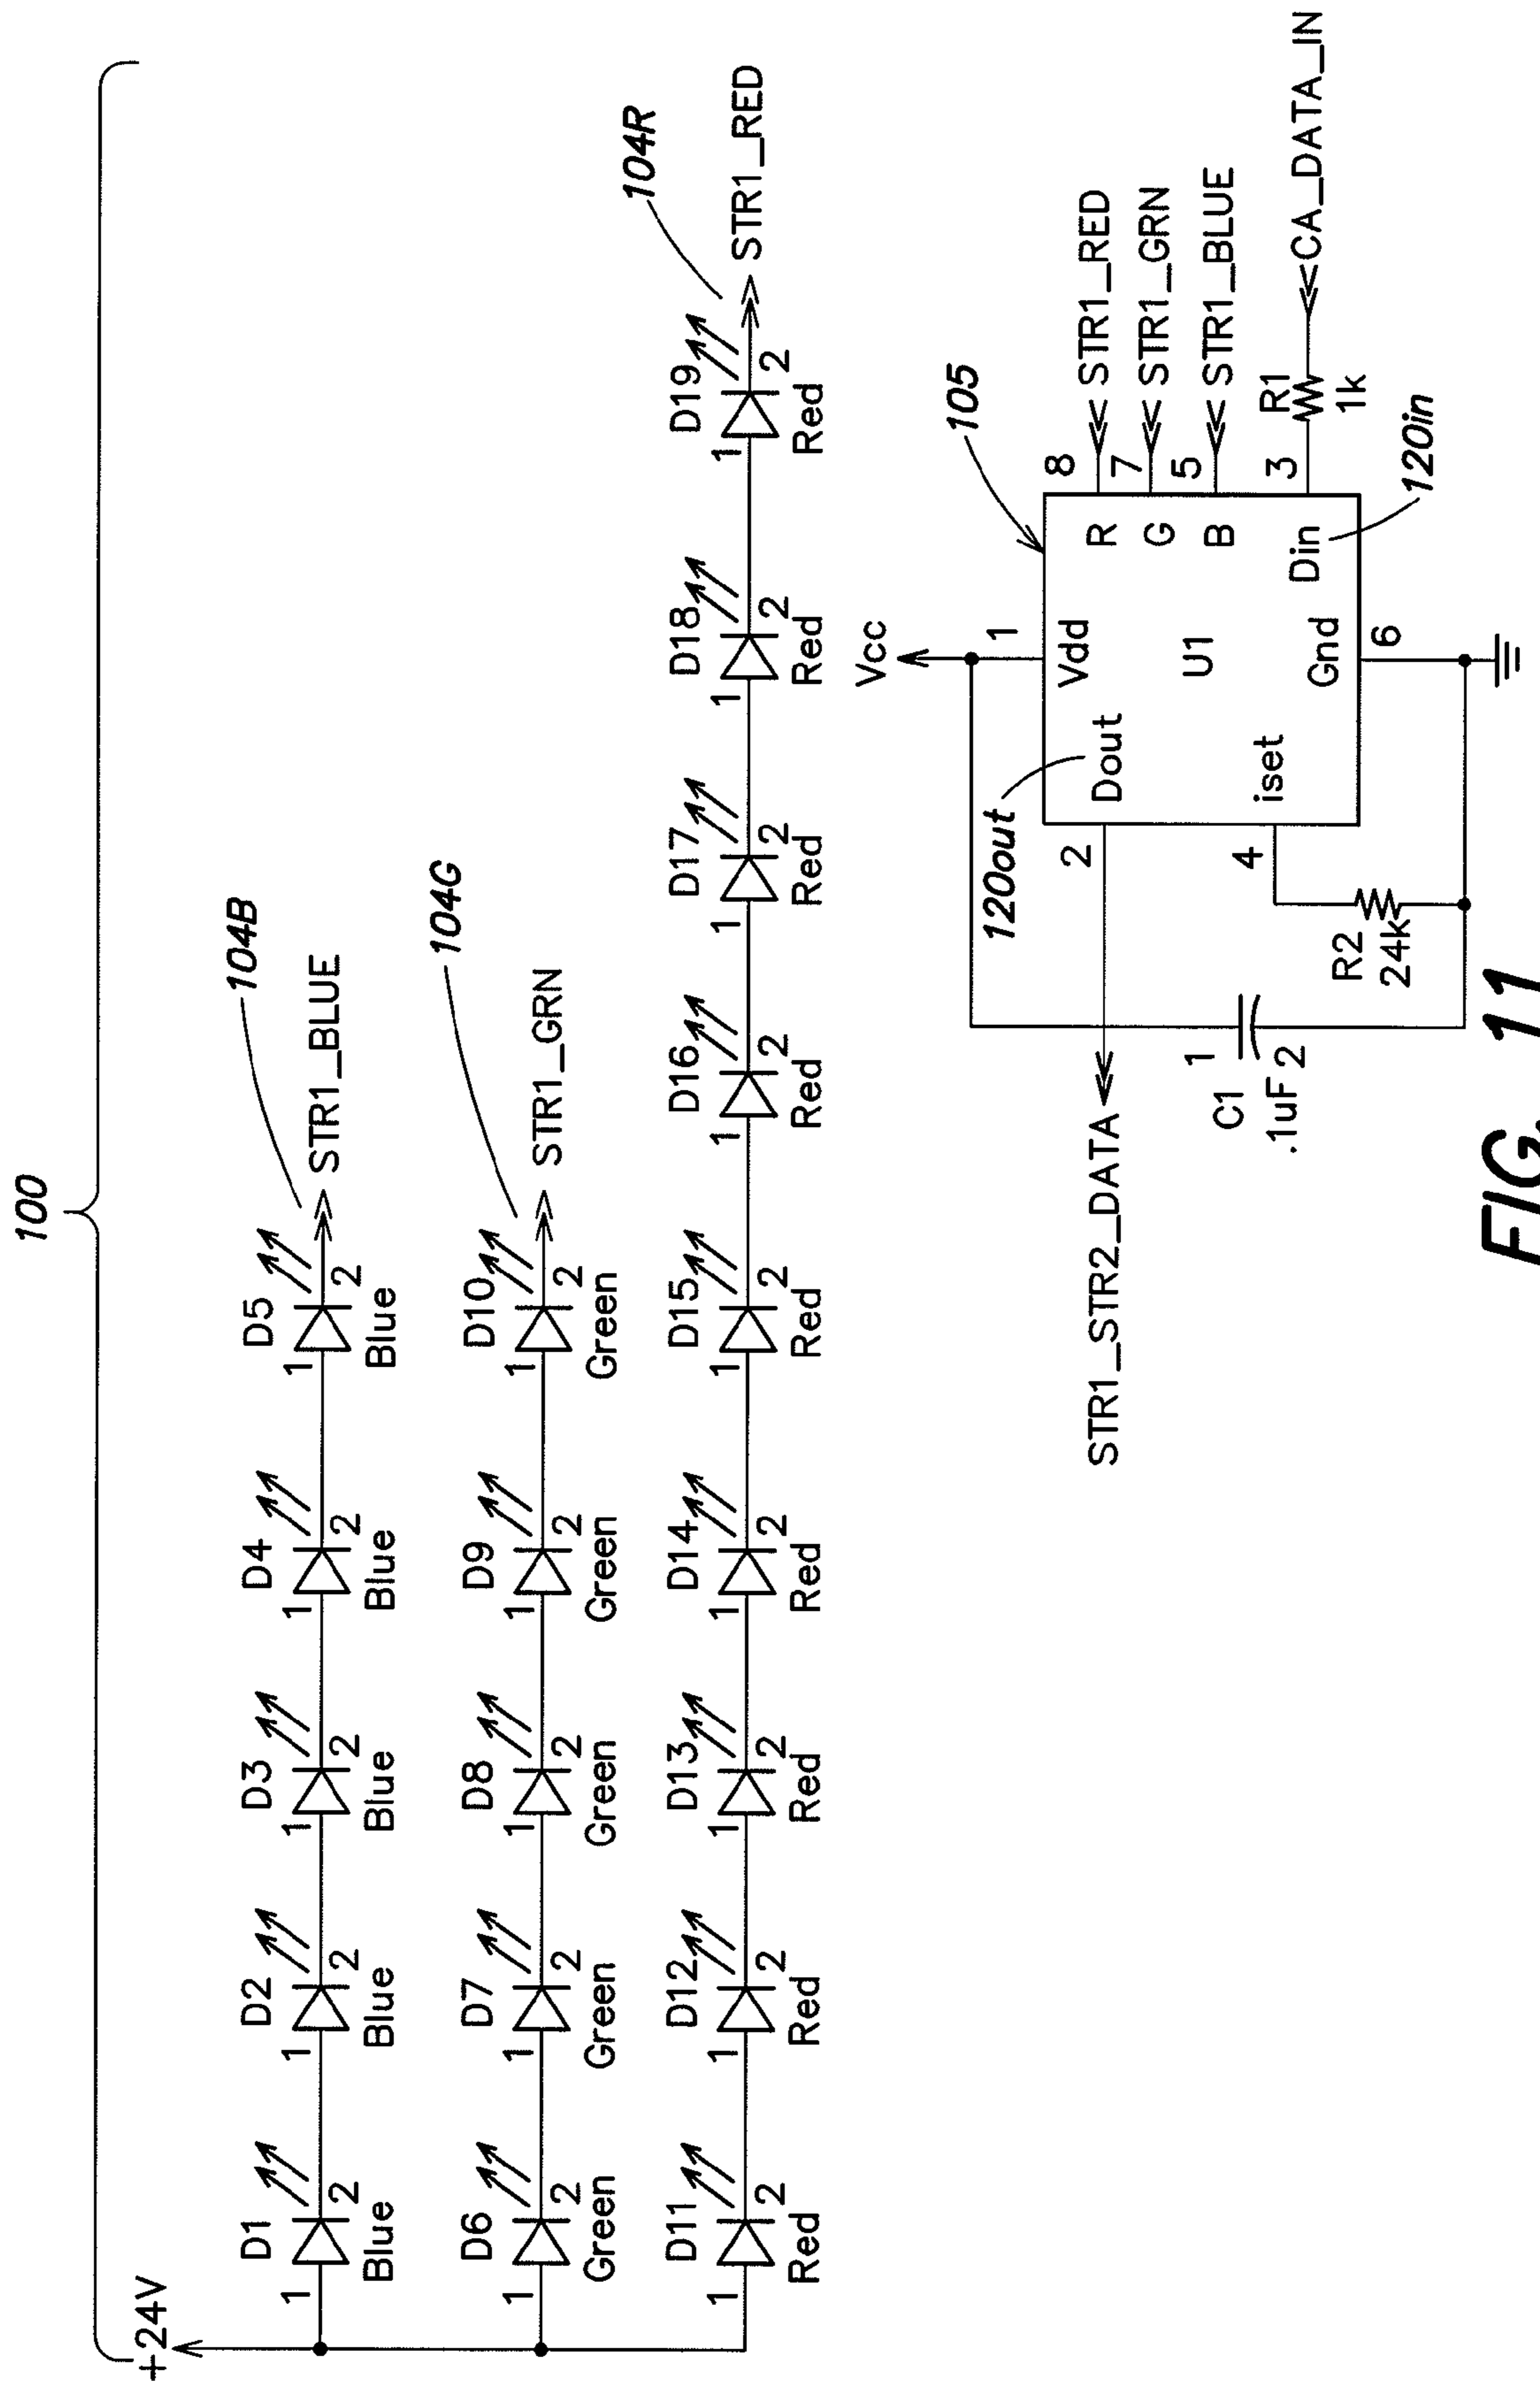 100
+24V
D1 D2 D3 D4 D5 104B
1 2 1 2 1 2 1 2 1 2 STR1_BLUE
Blue Blue Blue Blue Blue
D6 D7 D8 D9 D10 104G
1 2 1 2 1 2 1 2 1 2 STR1_GRN
Green Green Green Green Green
D11 D12 D13 D14 D15 D16 D17 D18 D19 104R
1 2 1 2 1 2 1 2 1 2 1 2 1 2 1 2 1 2 STR1_RED
Red Red Red Red Red Red Red Red Red
Vcc
105
1
120out
STR1_STR2_DATA 2 Dout Vdd R 8 STR1_RED
G 7 STR1_GRN
U1
B 5 STR1_BLUE
C1 1
.1uF 2
4 iset Gnd Din 3 R1 CA_DATA_IN
1k
R2
24k
6
120in
FIG. 11